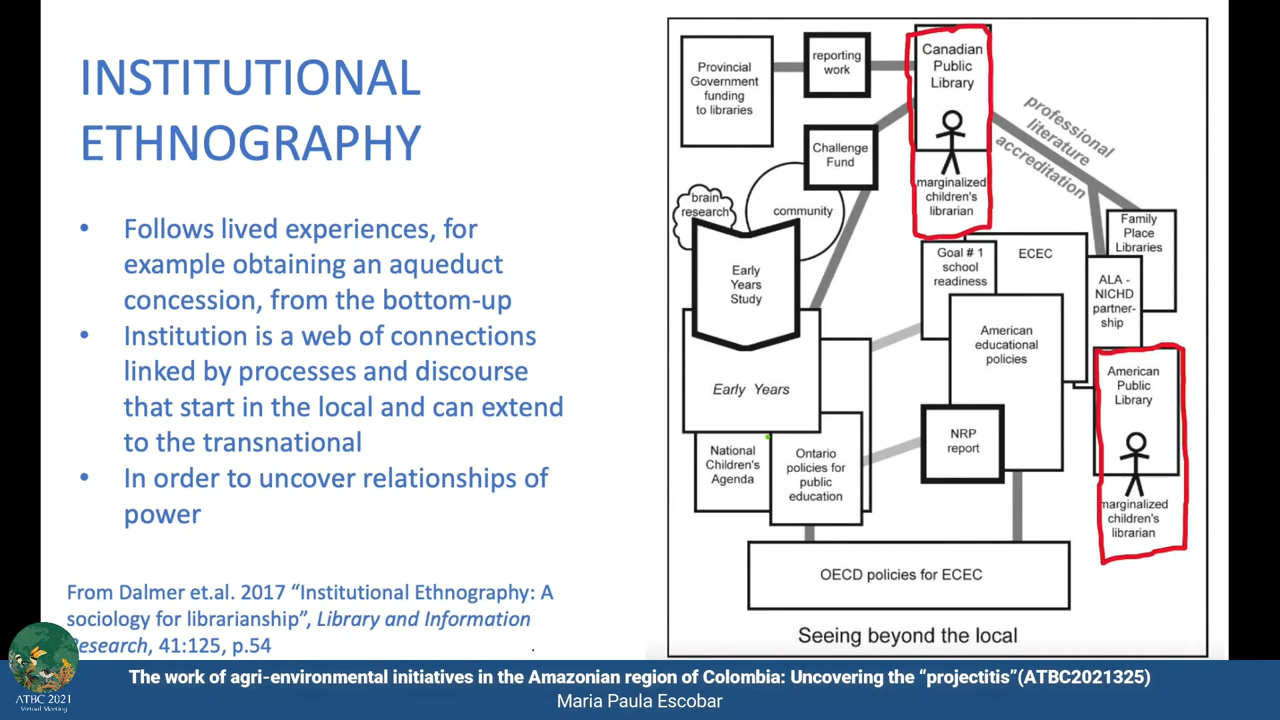 INSTITUTIONAL
ETHNOGRAPHY
• Follows lived experiences, for
example obtaining an aqueduct
concession, from the bottom-up
• Institution is a web of connections
linked by processes and discourse
that start in the local and can extend
to the transnational
• In order to uncover relationships of
power
From Dalmer et.al. 2017 “Institutional Ethnography: A
sociology for librarianship”, Library and Information
Research, 41:125, p.54
Provincial
Government
funding
to libraries
reporting
work
Canadian
Public
Library
marginalized
children's
librarian
professional
literature
accreditation
Challenge
Fund
brain
research
community
Early
Years
Study
Early Years
National
Children's
Agenda
Ontario
policies for
public
education
Goal # 1
school
readiness
ECEC
Family
Place
Libraries
ALA -
NICHD
partner-
ship
American
educational
policies
NRP
report
American
Public
Library
marginalized
children's
librarian
OECD policies for ECEC
Seeing beyond the local
ATBC 2021
Virtual Meeting
The work of agri-environmental initiatives in the Amazonian region of Colombia: Uncovering the “projectitis”(ATBC2021325)
Maria Paula Escobar